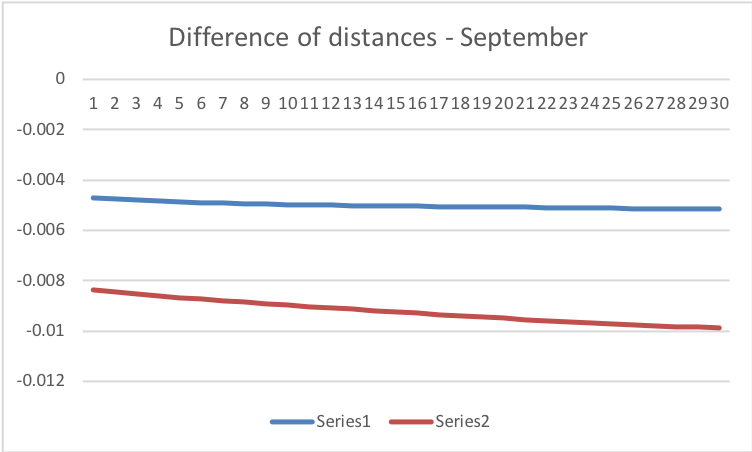 Difference of distances - September
0
1 2 3 4 5 6 7 8 9 10 11 12 13 14 15 16 17 18 19 20 21 22 23 24 25 26 27 28 29 30
-0.002
-0.004
-0.006
-0.008
-0.01
-0.012
Series1 Series2